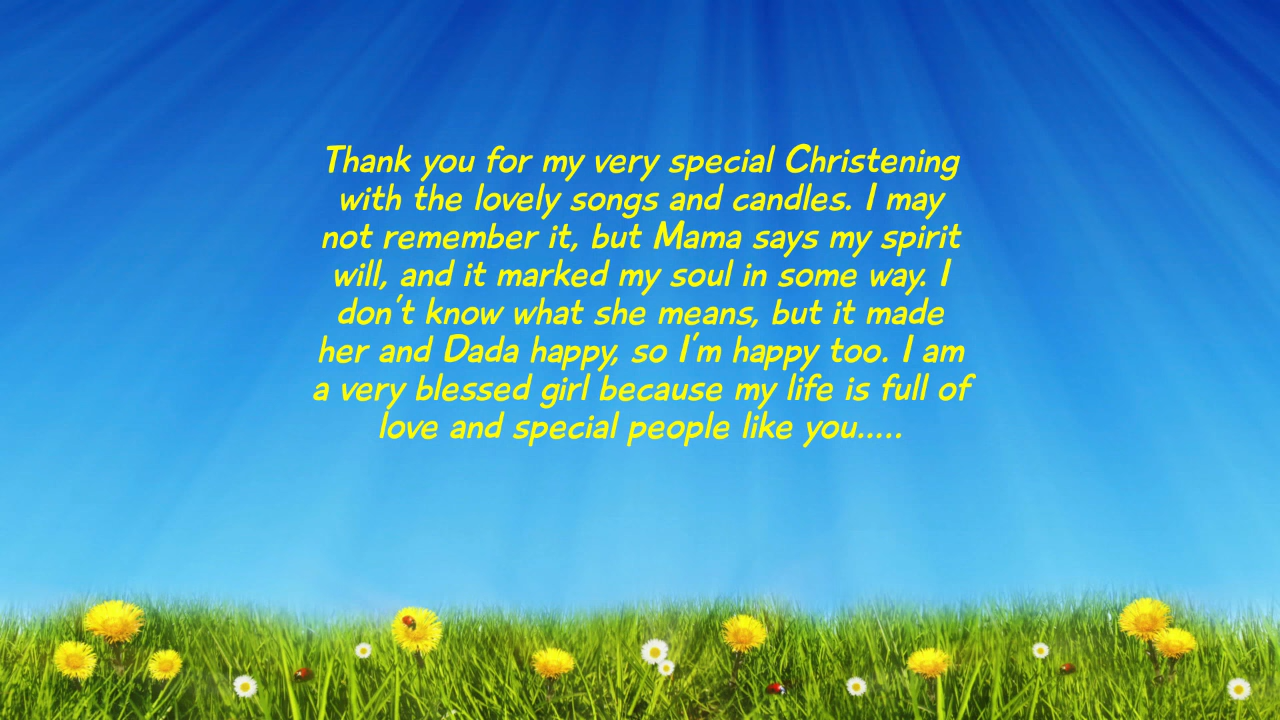 Thank you for my very special Christening
with the lovely songs and candles. I may
not remember it, but Mama says my spirit
will, and it marked my soul in some way. I
don't know what she means, but it made
her and Dada happy, so I'm happy too. I am
a very blessed girl because my life is full of
love and special people like you.....